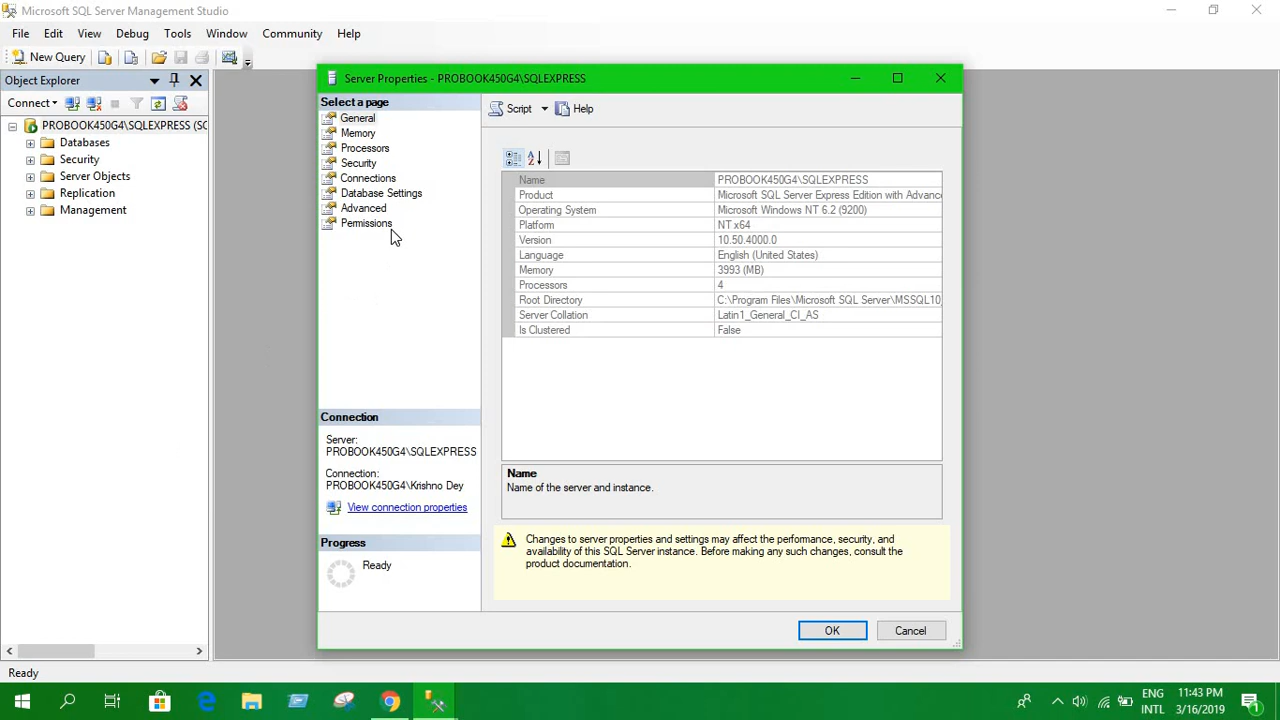 Microsoft SQL Server Management Studio
File Edit View Debug Tools Window Community Help
New Query
Object Explorer
Connect
PROBOOK450G4\SQLEXPRESS (SC
Databases
Security
Server Objects
Replication
Management
Server Properties - PROBOOK450G4\SQLEXPRESS
Select a page
General
Memory
Processors
Security
Connections
Database Settings
Advanced
Permissions
Script Help
Name PROBOOK450G4\SQLEXPRESS
Product Microsoft SQL Server Express Edition with Advance
Operating System Microsoft Windows NT 6.2 (9200)
Platform NT x64
Version 10.50.4000.0
Language English (United States)
Memory 3993 (MB)
Processors 4
Root Directory C:\Program Files\Microsoft SQL Server\MSSQL10_
Server Collation Latin1_General_CI_AS
Is Clustered False
Name
Name of the server and instance.
Connection
Server:
PROBOOK450G4\SQLEXPRESS
Connection:
PROBOOK450G4\Krishno Dey
View connection properties
Progress
Ready
Changes to server properties and settings may affect the performance, security, and
availability of this SQL Server instance. Before making any such changes, consult the
product documentation.
OK Cancel
Ready
ENG
INTL
11:43 PM
3/16/2019
1